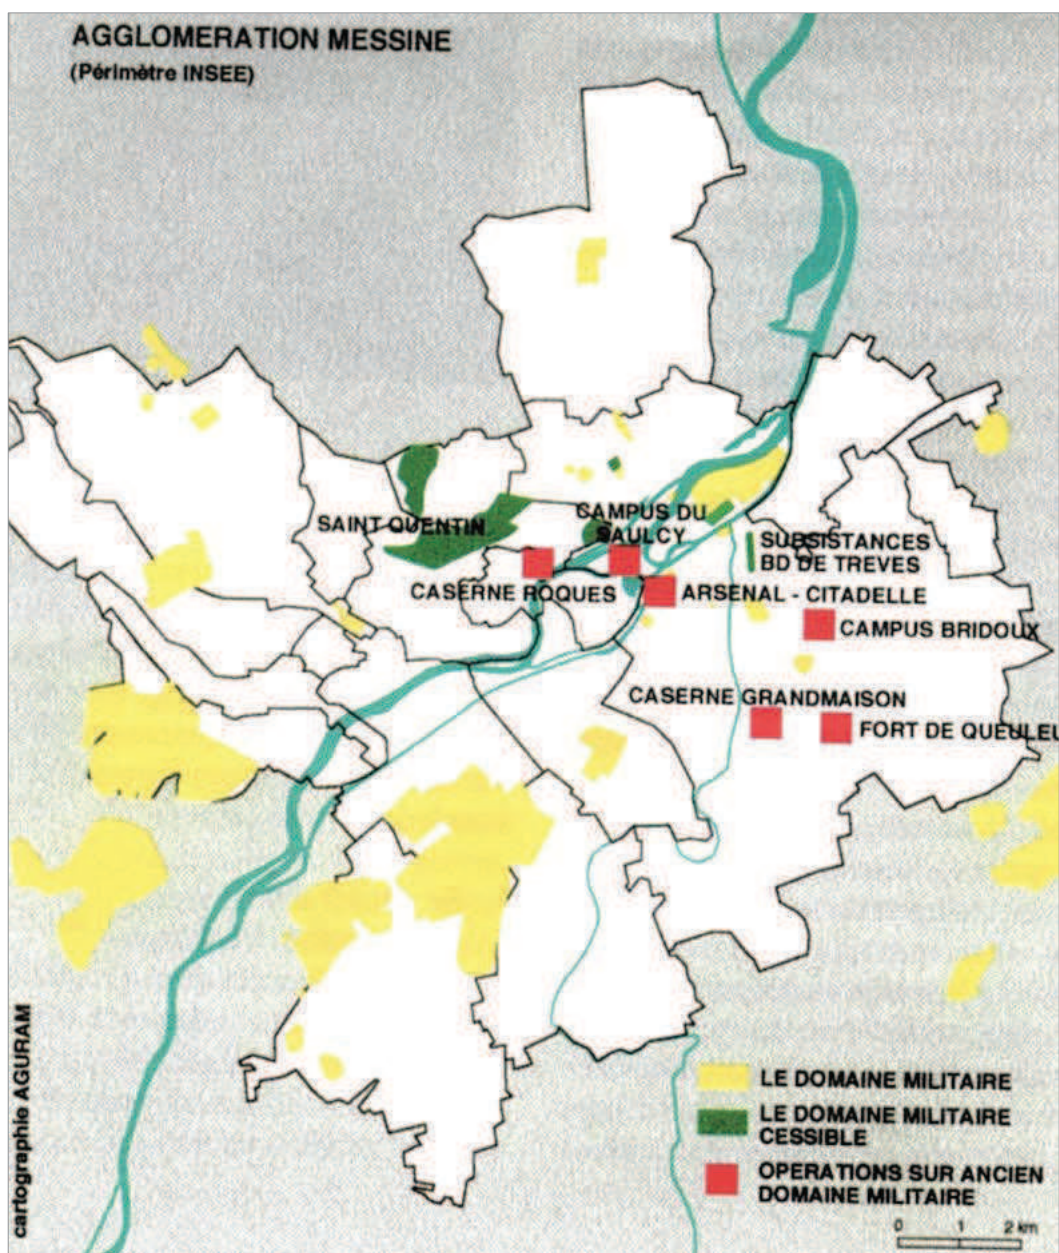 AGGLOMERATION MESSINE
(Périmètre INSEE)
SAINT QUENTIN
CAMPUS DU
SAULCY
SUBSISTANCES
BD DE TREVES
CASERNE ROQUES
ARSENAL - CITADELLE
CAMPUS BRIDOUX
CASERNE GRANDMAISON
FORT DE QUEULEU
cartographie AGURAM
LE DOMAINE MILITAIRE
LE DOMAINE MILITAIRE
CESSIBLE
OPERATIONS SUR ANCIEN
DOMAINE MILITAIRE
0 1 2 km